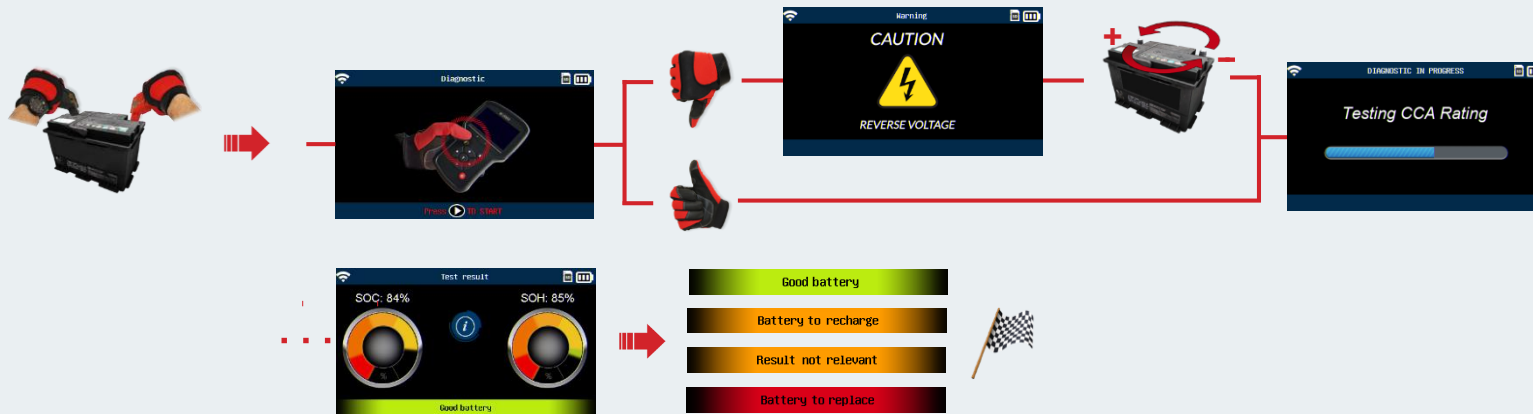 Warning
CAUTION
REVERSE VOLTAGE
+
-
Diagnostic
Press TO START
DIAGNOSTIC IN PROGRESS
Testing CCA Rating
Test result
SOC: 84%
SOH: 85%
i
%
%
Good battery
Good battery
Battery to recharge
Result not relevant
Battery to replace